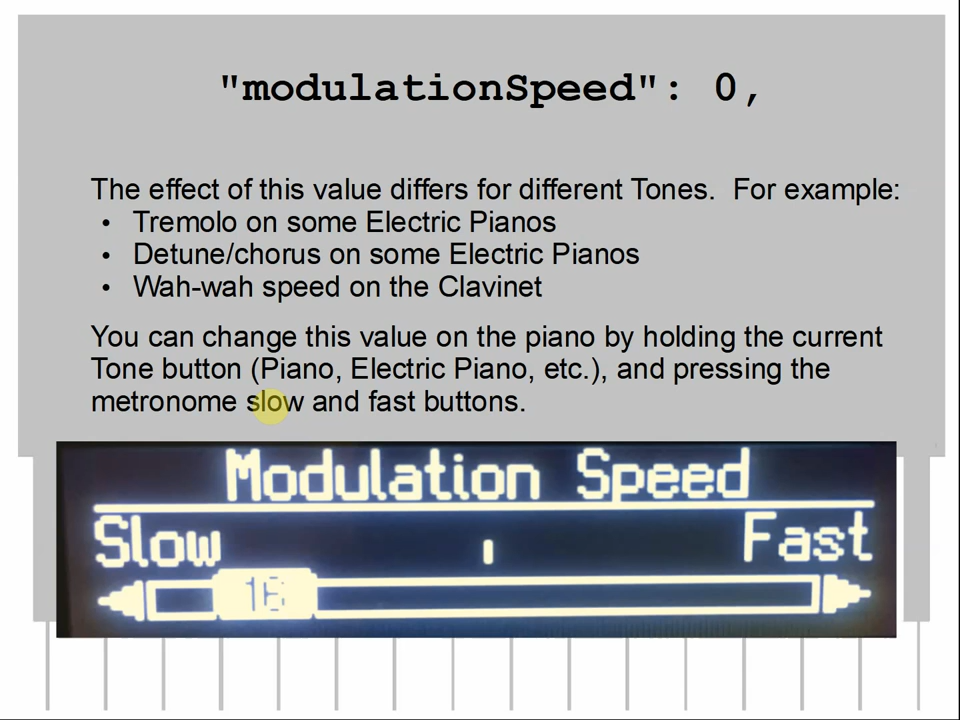 "modulationSpeed": 0,
The effect of this value differs for different Tones.  For example:
• Tremolo on some Electric Pianos
• Detune/chorus on some Electric Pianos
• Wah-wah speed on the Clavinet
You can change this value on the piano by holding the current
Tone button (Piano, Electric Piano, etc.), and pressing the
metronome slow and fast buttons.
Modulation Speed
Slow Fast